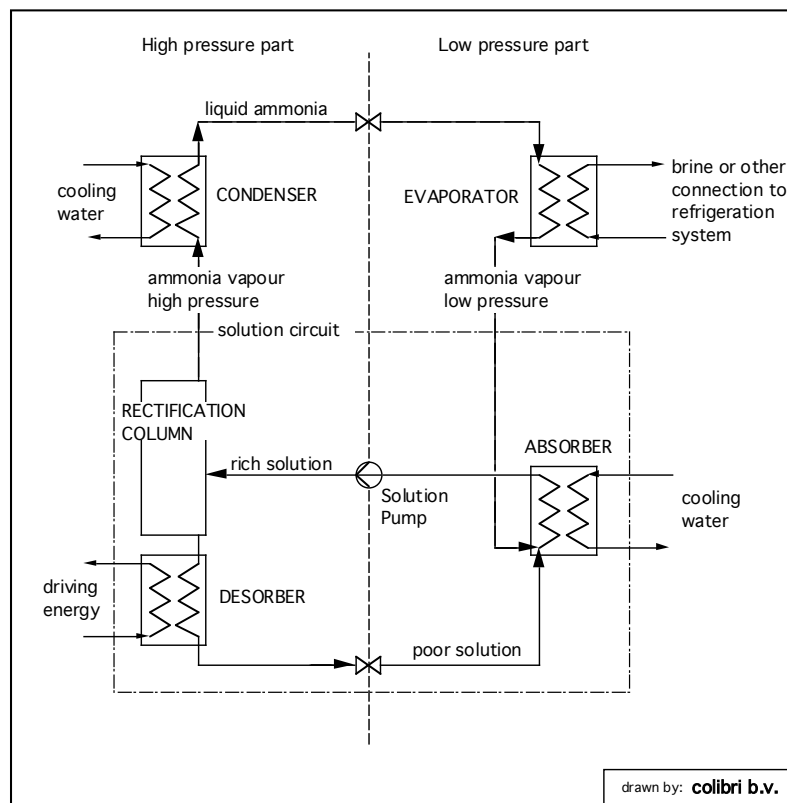 High pressure part
Low pressure part
liquid ammonia
cooling
water
CONDENSER
EVAPORATOR
brine or other
connection to
refrigeration
system
ammonia vapour
high pressure
ammonia vapour
low pressure
solution circuit
RECTIFICATION
COLUMN
ABSORBER
rich solution
Solution
Pump
cooling
water
driving
energy
DESORBER
poor solution
drawn by: colibri b.v.